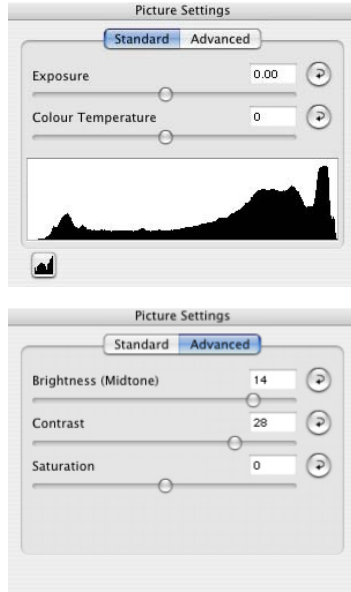 Picture Settings
Standard Advanced
Exposure 0.00
Colour Temperature 0
Picture Settings
Standard Advanced
Brightness (Midtone) 14
Contrast 28
Saturation 0